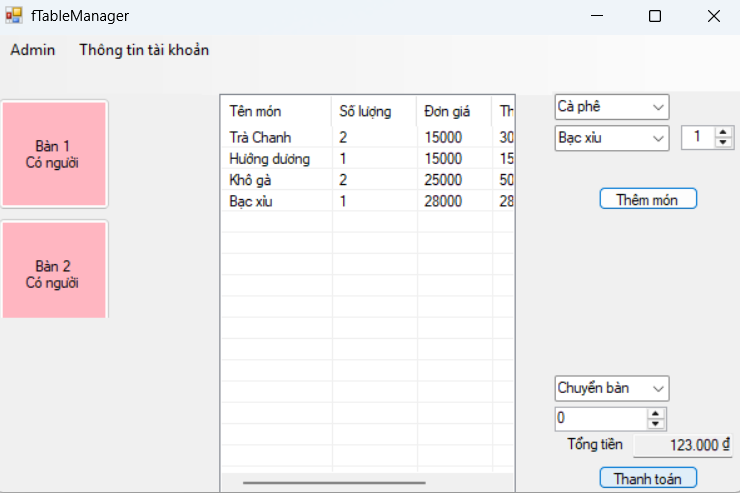 fTableManager
Admin Thông tin tài khoản
Bàn 1
Có người
Bàn 2
Có người
Tên món Số lượng Đơn giá Th
Trà Chanh 2 15000 30
Hướng dương 1 15000 15
Khô gà 2 25000 50
Bạc xỉu 1 28000 28
Cà phê
Bạc xỉu 1
Thêm món
Chuyển bàn
0
Tổng tiền 123.000 ₫
Thanh toán